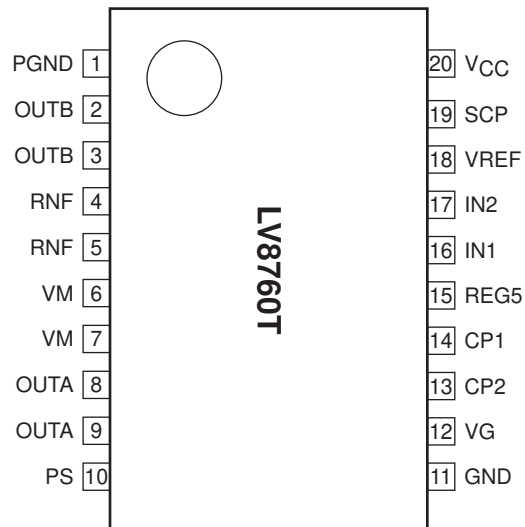 PGND 1
OUTB 2
OUTB 3
RNF 4
RNF 5
VM 6
VM 7
OUTA 8
OUTA 9
PS 10
LV8760T
20 VCC
19 SCP
18 VREF
17 IN2
16 IN1
15 REG5
14 CP1
13 CP2
12 VG
11 GND